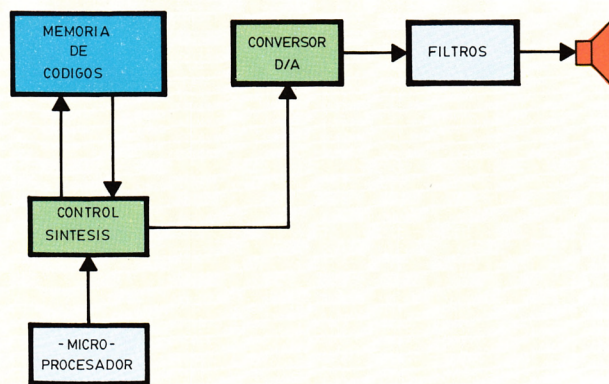 MEMORIA
DE
CODIGOS
CONVERSOR
D/A
FILTROS
CONTROL
SINTESIS
-MICRO-
PROCESADOR